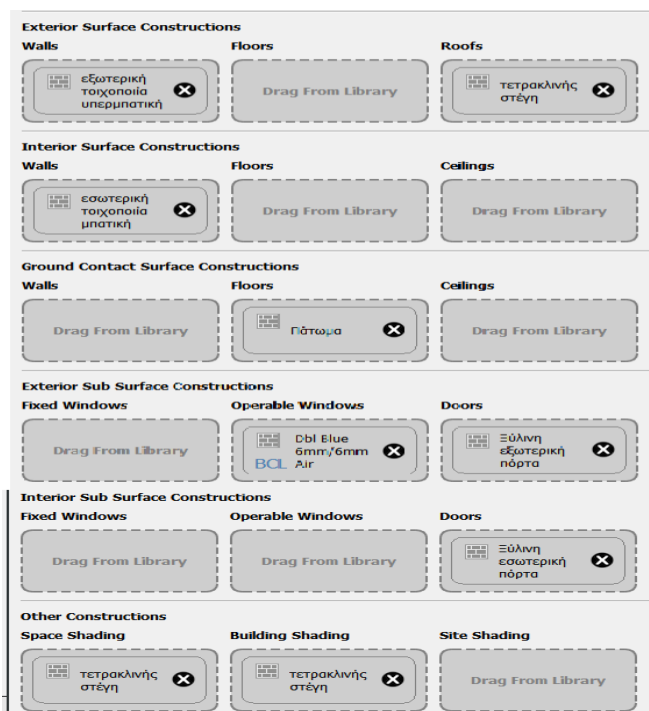 Exterior Surface Constructions
Walls Floors Roofs
εξωτερική
τοιχοποιία
υπερμπατική
Drag From Library
τετρακλινής
στέγη
Interior Surface Constructions
Walls Floors Ceilings
εσωτερική
τοιχοποιία
μπατική
Drag From Library
Drag From Library
Ground Contact Surface Constructions
Walls Floors Ceilings
Drag From Library
Πάτωμα
Drag From Library
Exterior Sub Surface Constructions
Fixed Windows Operable Windows Doors
Drag From Library
Dbl Blue
6mm/6mm
BCL Air
Ξύλινη
εξωτερική
πόρτα
Interior Sub Surface Constructions
Fixed Windows Operable Windows Doors
Drag From Library
Drag From Library
Ξύλινη
εσωτερική
πόρτα
Other Constructions
Space Shading Building Shading Site Shading
τετρακλινής
στέγη
τετρακλινής
στέγη
Drag From Library